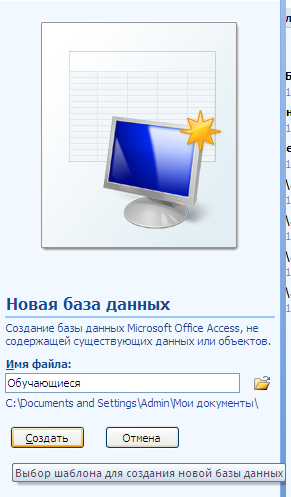 Новая база данных
Создание базы данных Microsoft Office Access, не
содержащей существующих данных или объектов.
Имя файла:
Обучающиеся
C:\Documents and Settings\Admin\Мои документы\
Создать
Отмена
Выбор шаблона для создания новой базы данных